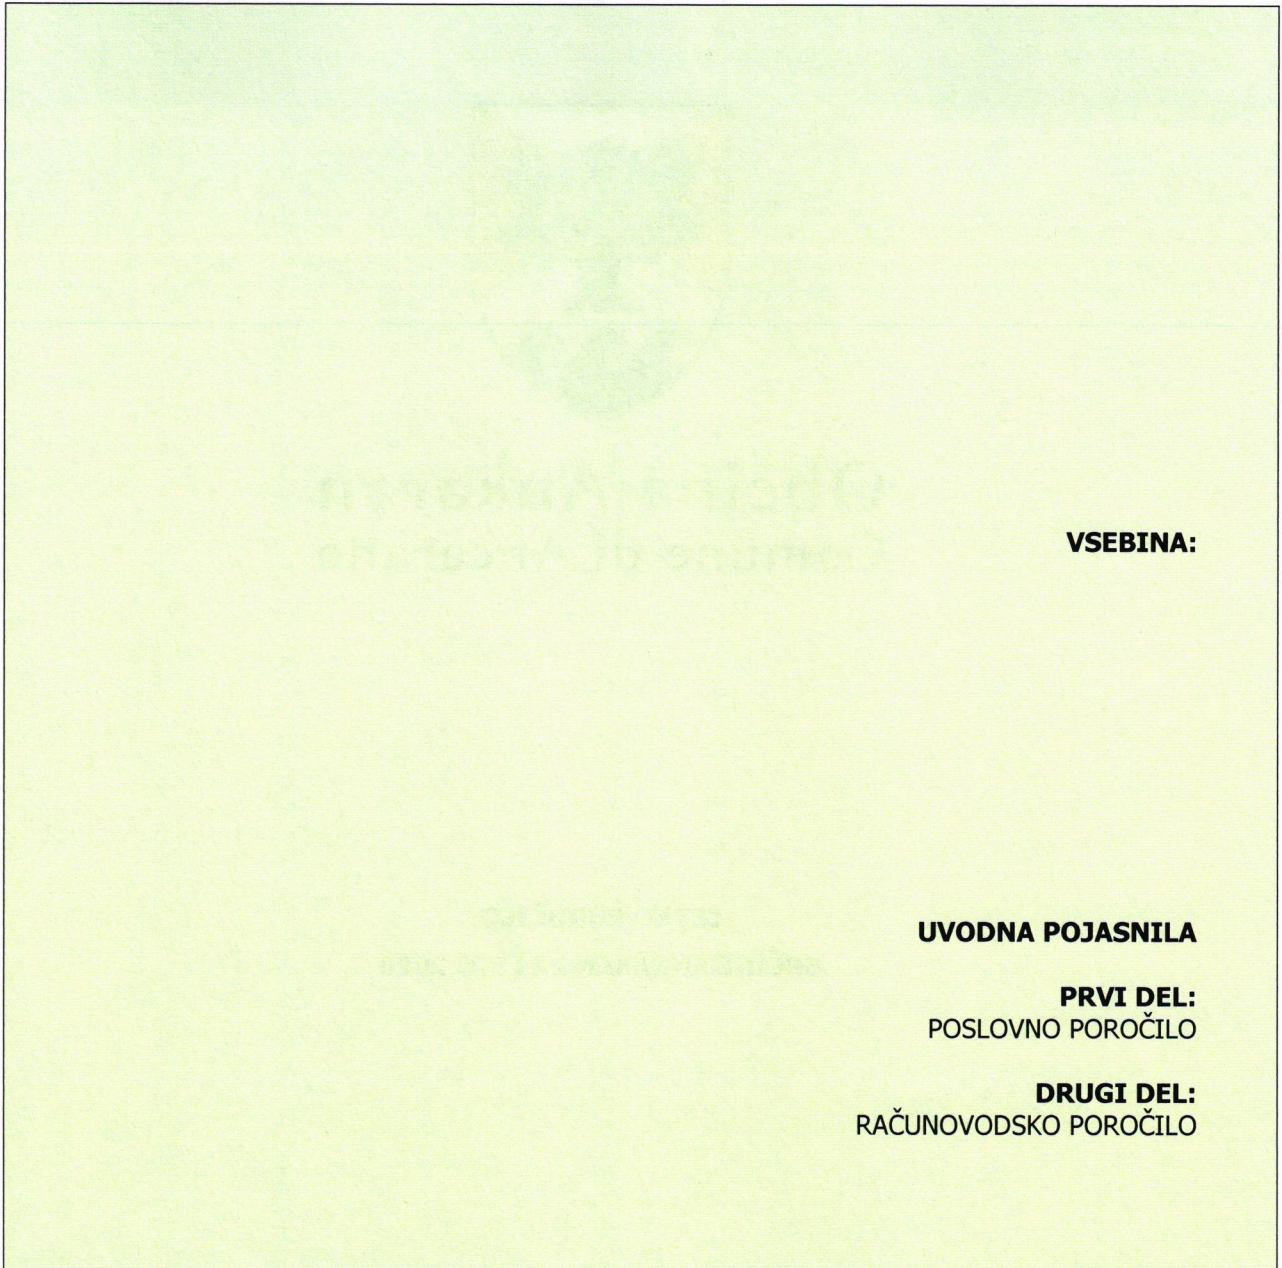 VSEBINA:
UVODNA POJASNILA
PRVI DEL:
POSLOVNO POROČILO
DRUGI DEL:
RAČUNOVODSKO POROČILO